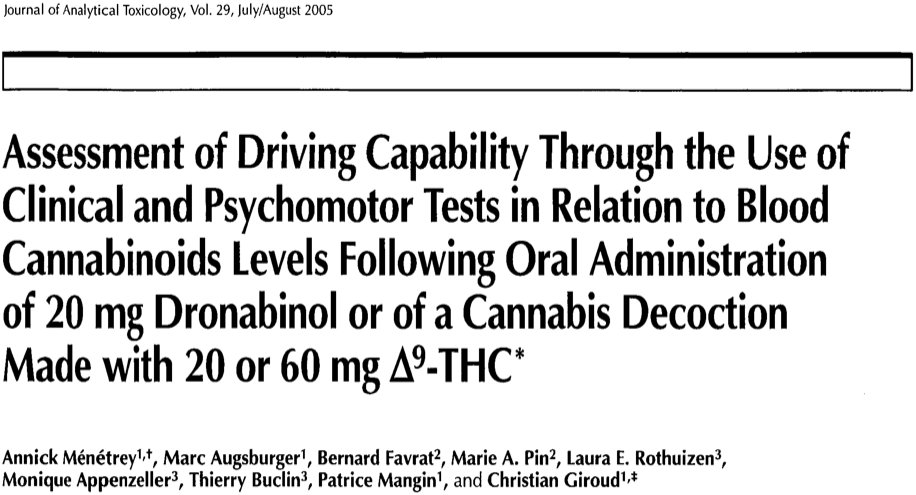 Journal of Analytical Toxicology, Vol. 29, July/August 2005
Assessment of Driving Capability Through the Use of
Clinical and Psychomotor Tests in Relation to Blood
Cannabinoids Levels Following Oral Administration
of 20 mg Dronabinol or of a Cannabis Decoction
Made with 20 or 60 mg Δ⁹-THC*
Annick Ménétrey¹,†, Marc Augsburger¹, Bernard Favrat², Marie A. Pin², Laura E. Rothuizen³,
Monique Appenzeller³, Thierry Buclin³, Patrice Mangin¹, and Christian Giroud¹,‡